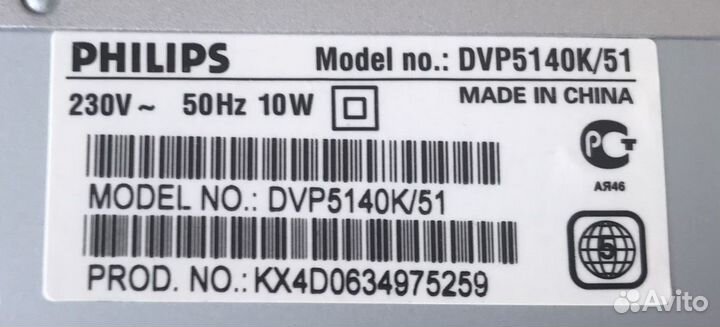 PHILIPS Model no.: DVP5140K/51
230V~ 50Hz 10W
MADE IN CHINA
РСТ
АЯ46
MODEL NO.: DVP5140K/51
5
PROD. NO.: KX4D0634975259
Avito